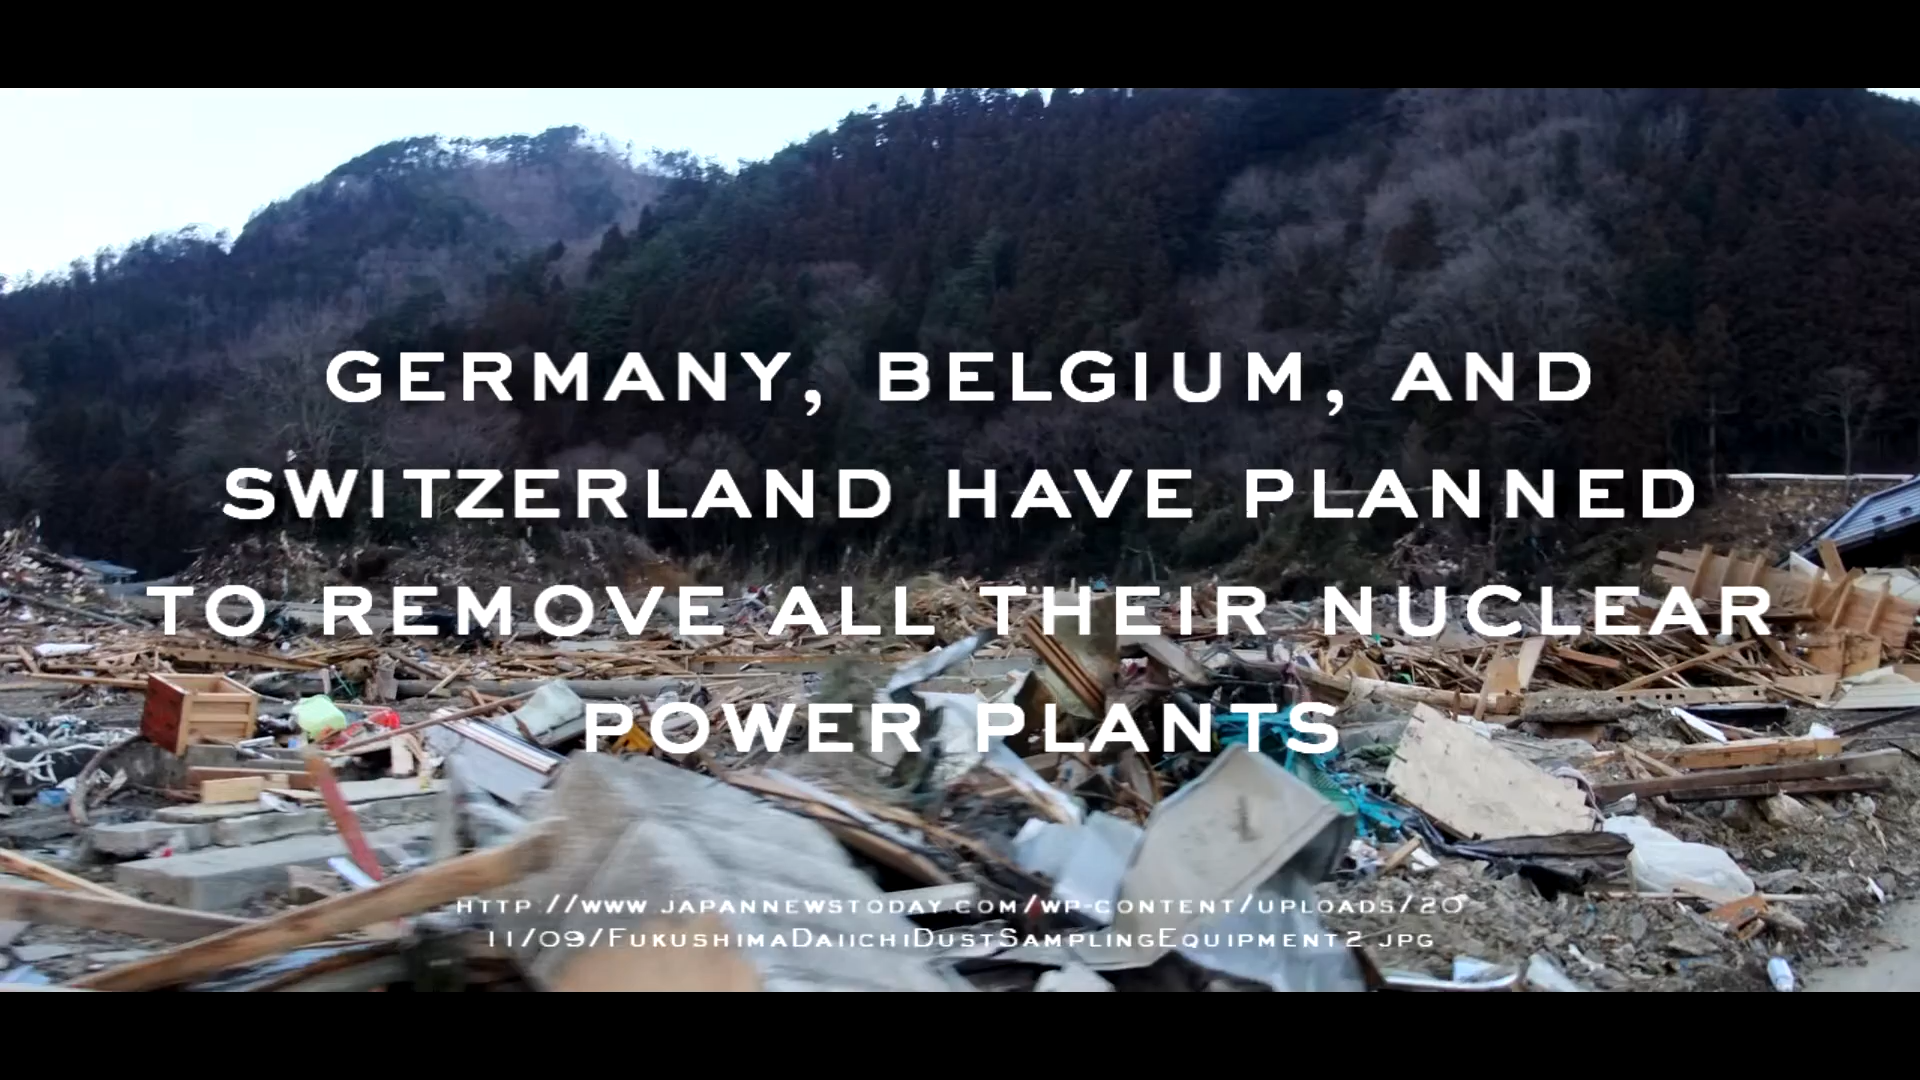 GERMANY, BELGIUM, AND
SWITZERLAND HAVE PLANNED
TO REMOVE ALL THEIR NUCLEAR
POWER PLANTS
HTTP://WWW.JAPANNEWSTODAY.COM/WP-CONTENT/UPLOADS/20
11/09/FUKUSHIMADAIICHIDUSTSAMPLINGEQUIPMENT2.JPG